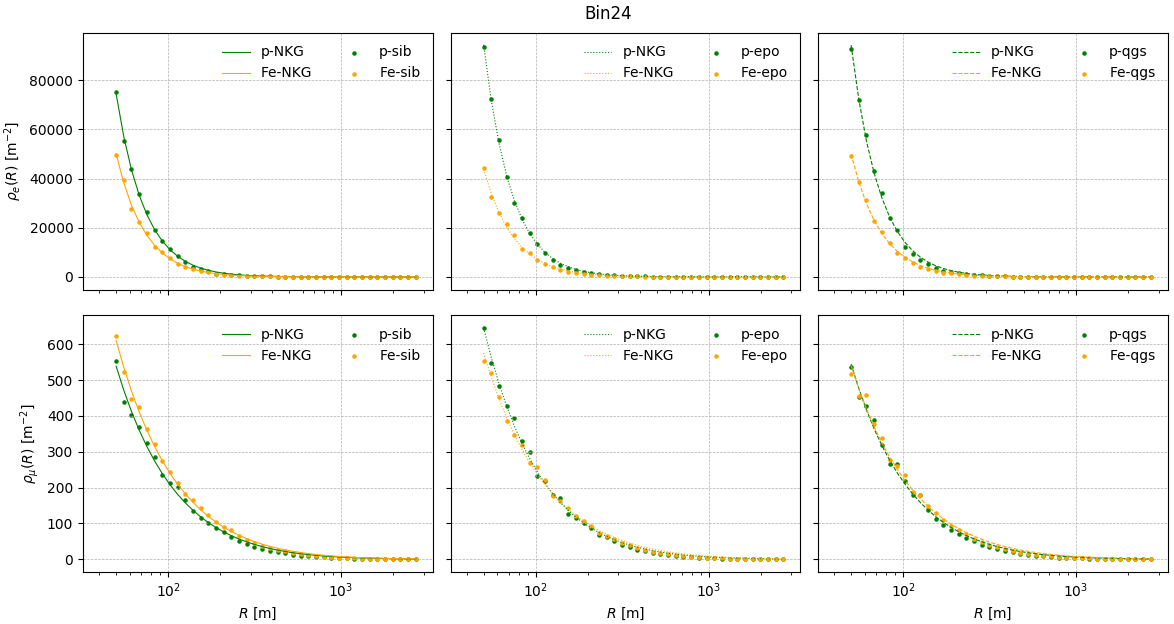 Bin24
p-NKG p-sib
Fe-NKG Fe-sib
p-NKG p-epo
Fe-NKG Fe-epo
p-NKG p-qgs
Fe-NKG Fe-qgs
80000
60000
40000
20000
0
ρ_e(R) [m⁻²]
p-NKG p-sib
Fe-NKG Fe-sib
p-NKG p-epo
Fe-NKG Fe-epo
p-NKG p-qgs
Fe-NKG Fe-qgs
600
500
400
300
200
100
0
ρ_μ(R) [m⁻²]
10² 10³ 10² 10³ 10² 10³
R [m] R [m] R [m]